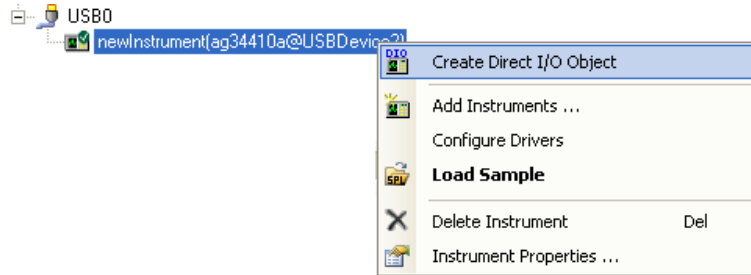 USB0
newInstrument(ag34410a@USBDevice2)
DIO
Create Direct I/O Object
Add Instruments ...
Configure Drivers
SPL
Load Sample
Delete Instrument Del
Instrument Properties ...